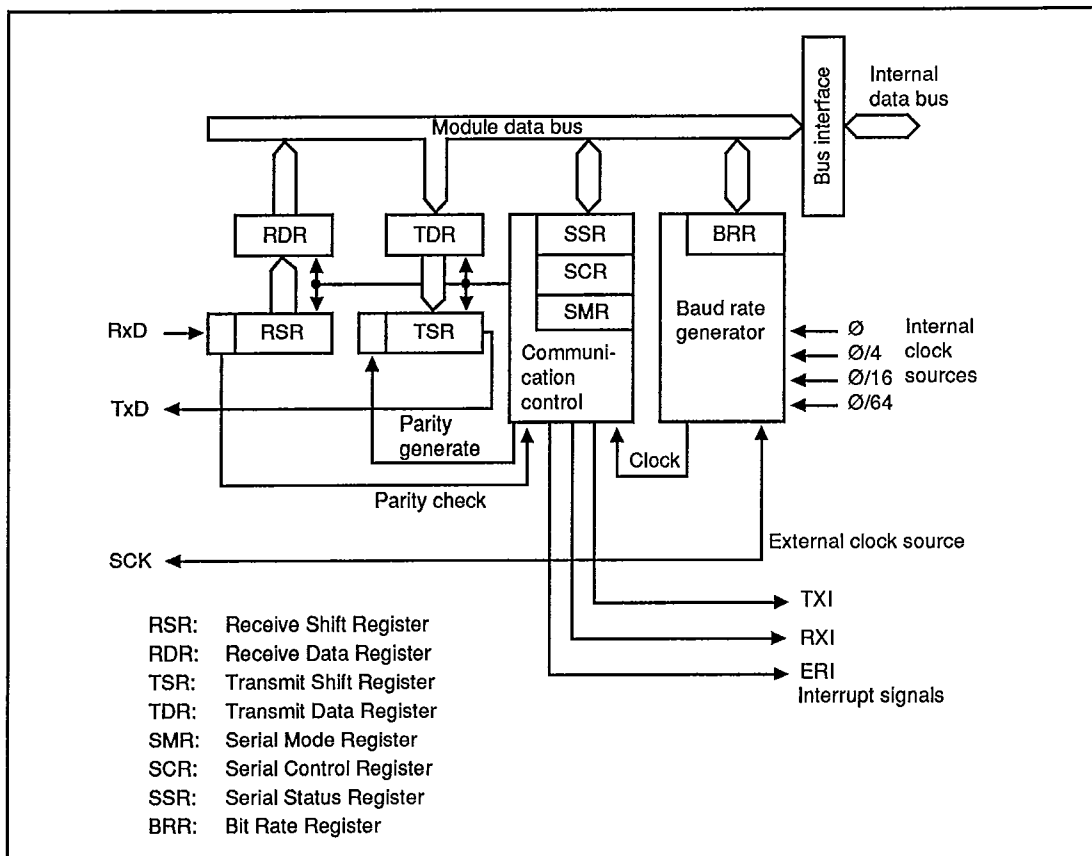 Internal
data bus
Bus interface
Module data bus
RDR
TDR
SSR
BRR
SCR
SMR
RSR
TSR
RxD
TxD
Baud rate
generator
Communi-
cation
control
Ø
Ø/4
Ø/16
Ø/64
Internal
clock
sources
Parity
generate
Parity check
Clock
External clock source
SCK
TXI
RXI
ERI
Interrupt signals
RSR: Receive Shift Register
RDR: Receive Data Register
TSR: Transmit Shift Register
TDR: Transmit Data Register
SMR: Serial Mode Register
SCR: Serial Control Register
SSR: Serial Status Register
BRR: Bit Rate Register